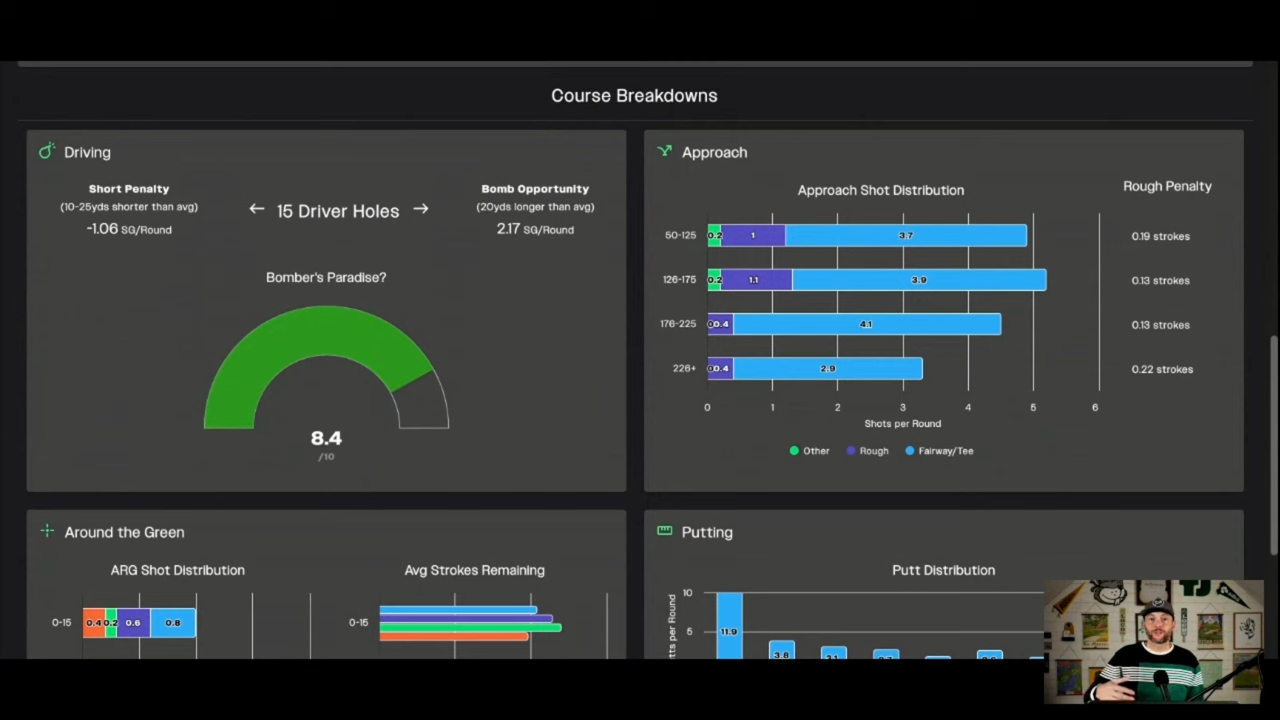 Course Breakdowns
Driving
Short Penalty
(10-25yds shorter than avg)
-1.06 SG/Round
← 15 Driver Holes →
Bomb Opportunity
(20yds longer than avg)
2.17 SG/Round
Bomber's Paradise?
8.4
/10
Approach
Approach Shot Distribution
Rough Penalty
50-125 0.2 1 3.7 0.19 strokes
126-175 0.2 1.1 3.9 0.13 strokes
176-225 0 0.4 4.1 0.13 strokes
226+ 0 0.4 2.9 0.22 strokes
0 1 2 3 4 5 6
Shots per Round
Other Rough Fairway/Tee
Around the Green
ARG Shot Distribution
0-15 0.4 0.2 0.6 0.8
Avg Strokes Remaining
0-15
Putting
Putt Distribution
10
5
11.9
3.8
per Round